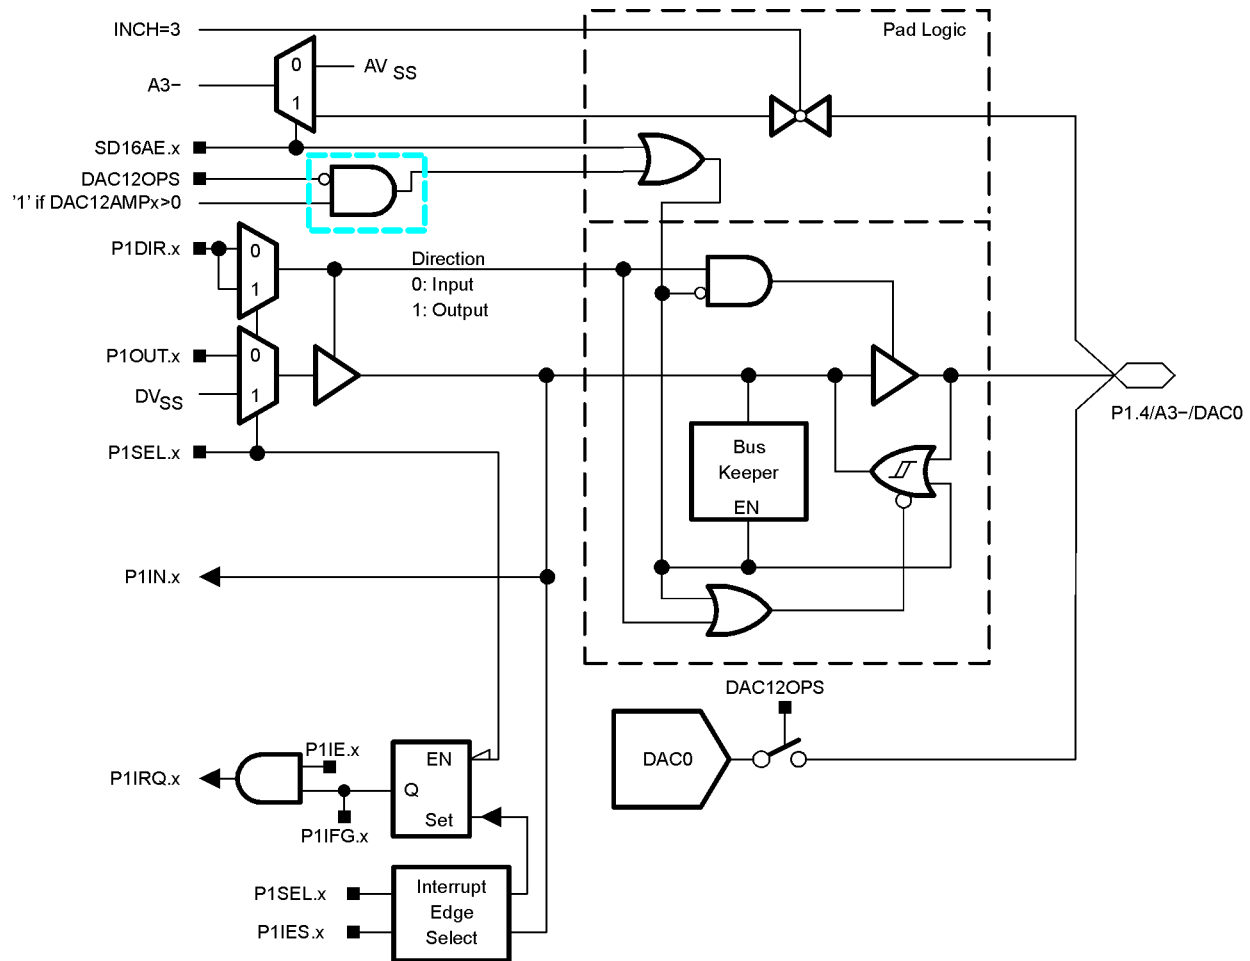 INCH=3
Pad Logic
0
AV SS
A3−
1
SD16AE.x
DAC12OPS
'1' if DAC12AMPx>0
P1DIR.x
0
Direction
0: Input
1
1: Output
P1OUT.x
0
DVSS
1
P1.4/A3−/DAC0
P1SEL.x
Bus
Keeper
EN
P1IN.x
DAC12OPS
P1IE.x
EN
DAC0
P1IRQ.x
Q
P1IFG.x
Set
P1SEL.x
Interrupt
Edge
Select
P1IES.x